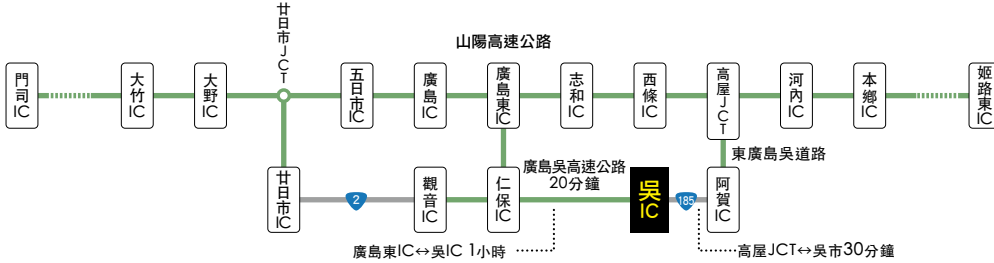 廿日市JCT
山陽高速公路
門司IC
大竹IC
大野IC
五日市IC
廣島IC
廣島東IC
志和IC
西條IC
高屋JCT
河內IC
本鄉IC
姬路東IC
東廣島吳道路
廣島吳高速公路
20分鐘
廿日市IC
2
觀音IC
仁保IC
吳IC
185
阿賀IC
廣島東IC↔吳IC 1小時
高屋JCT↔吳市30分鐘